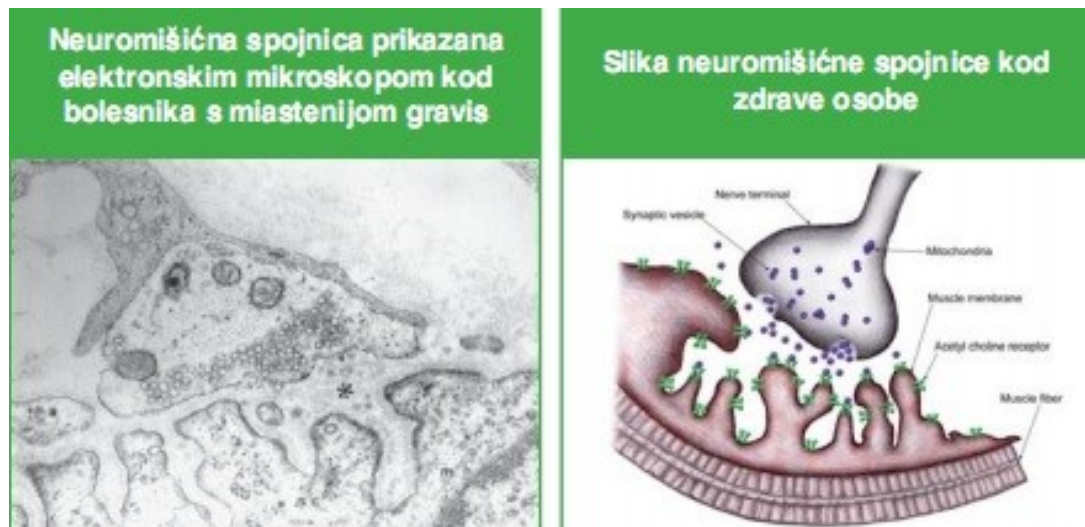 Neuromišićna spojnica prikazana
elektronskim mikroskopom kod
bolesnika s miastenijom gravis
Slika neuromišićne spojnice kod
zdrave osobe
Nerve terminal
Synaptic vesicle
Mitochondria
Muscle membrane
Acetyl choline receptor
Muscle fiber
*
m